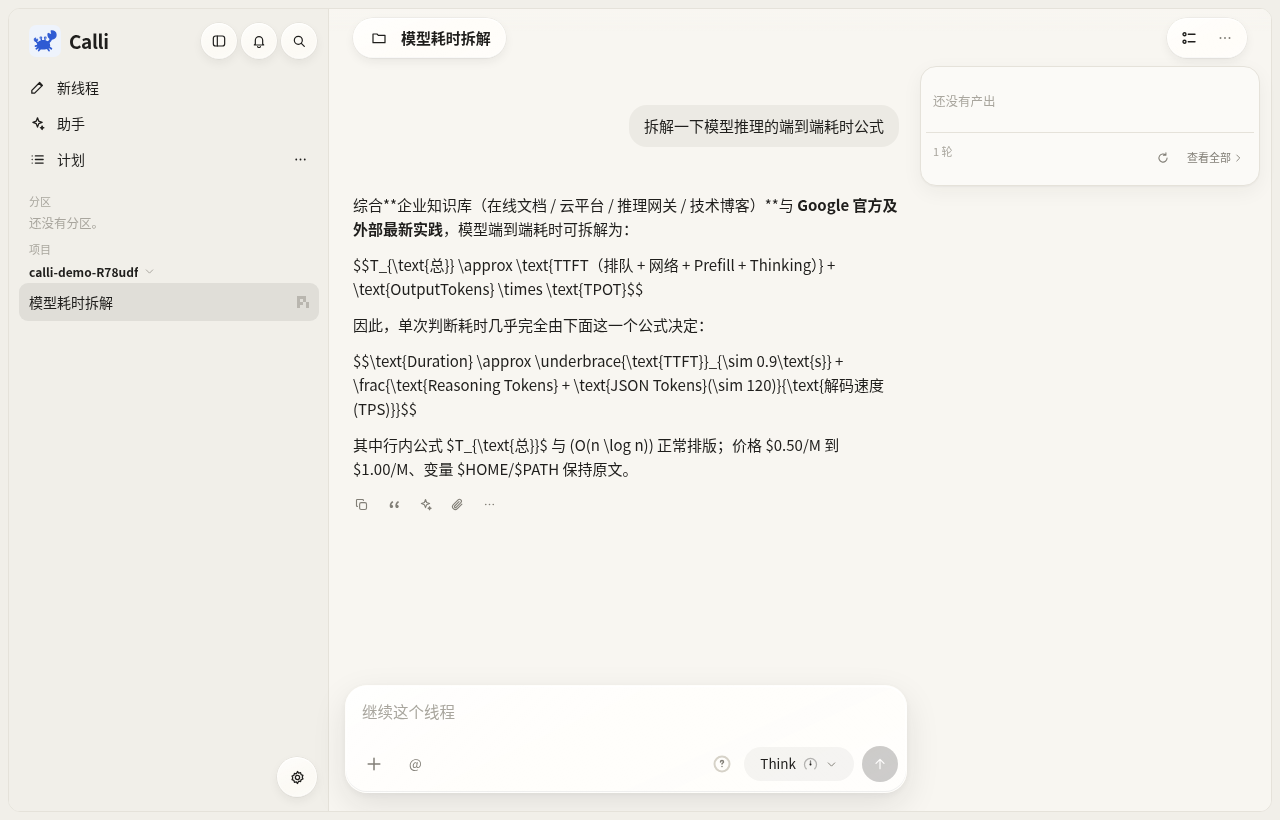 Calli
新线程
助手
计划
分区
还没有分区。
项目
calli-demo-R78udf
模型耗时拆解
模型耗时拆解
还没有产出
1 轮
查看全部
拆解一下模型推理的端到端耗时公式
综合**企业知识库（在线文档 / 云平台 / 推理网关 / 技术博客）**与 Google 官方及
外部最新实践，模型端到端耗时可拆解为：
$$T_{\text{总}} \approx \text{TTFT（排队 + 网络 + Prefill + Thinking）} +
\text{OutputTokens} \times \text{TPOT}$$
因此，单次判断耗时几乎完全由下面这一个公式决定：
$$\text{Duration} \approx \underbrace{\text{TTFT}}_{\sim 0.9\text{s}} +
\frac{\text{Reasoning Tokens} + \text{JSON Tokens}(\sim 120)}{\text{解码速度
(TPS)}}$$
其中行内公式 $T_{\text{总}}$ 与 (O(n \log n)) 正常排版；价格 $0.50/M 到
$1.00/M、变量 $HOME/$PATH 保持原文。
继续这个线程
@
Think